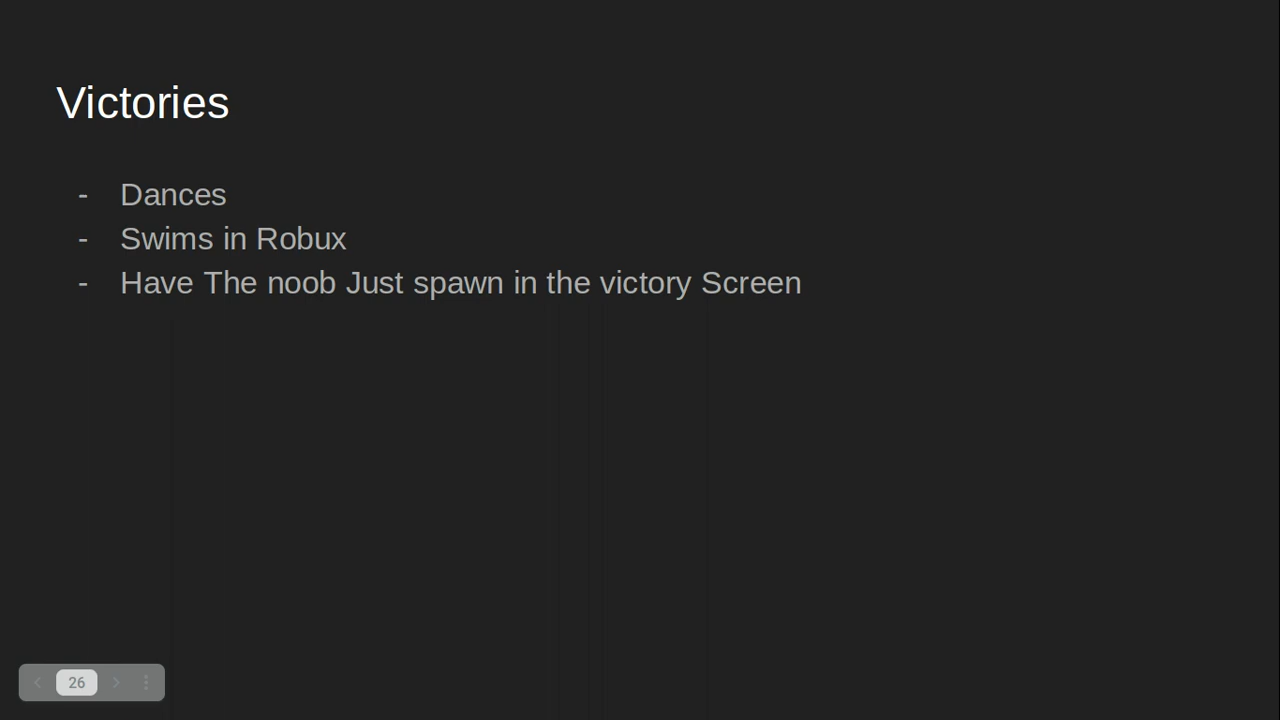 Victories
- Dances
- Swims in Robux
- Have The noob Just spawn in the victory Screen
26